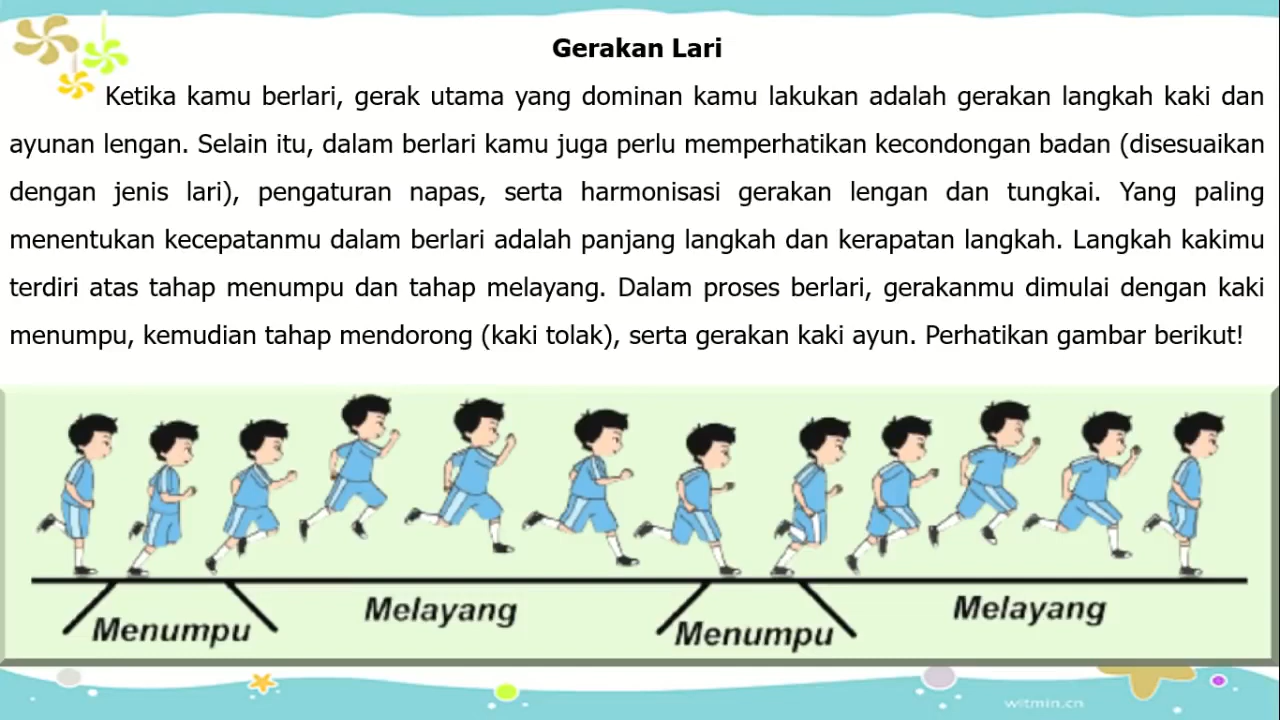 Gerakan Lari
Ketika kamu berlari, gerak utama yang dominan kamu lakukan adalah gerakan langkah kaki dan
ayunan lengan. Selain itu, dalam berlari kamu juga perlu memperhatikan kecondongan badan (disesuaikan
dengan jenis lari), pengaturan napas, serta harmonisasi gerakan lengan dan tungkai. Yang paling
menentukan kecepatanmu dalam berlari adalah panjang langkah dan kerapatan langkah. Langkah kakimu
terdiri atas tahap menumpu dan tahap melayang. Dalam proses berlari, gerakanmu dimulai dengan kaki
menumpu, kemudian tahap mendorong (kaki tolak), serta gerakan kaki ayun. Perhatikan gambar berikut!
Menumpu
Melayang
Menumpu
Melayang
witmin.cn